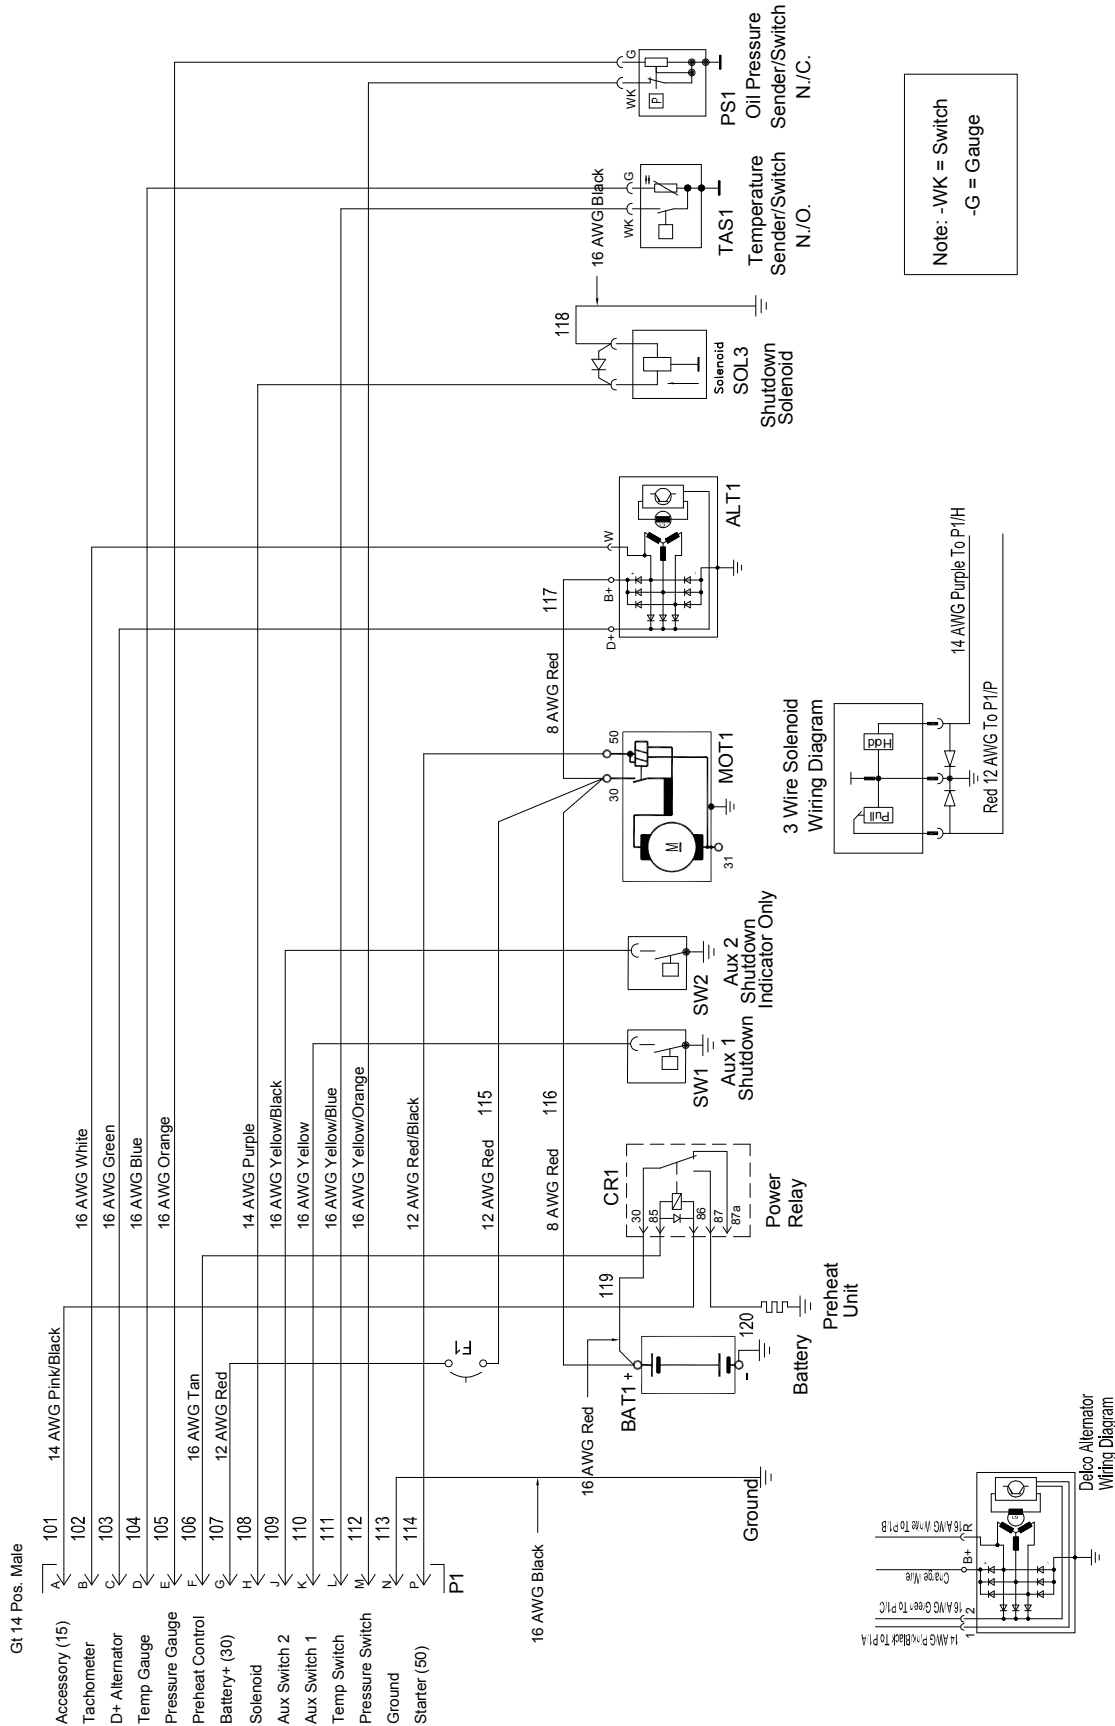 Gt 14 Pos. Male
Accessory (15) A 101 14 AWG Pink/Black
Tachometer B 102 16 AWG White
D+ Alternator C 103 16 AWG Green
Temp Gauge D 104 16 AWG Blue
Pressure Gauge E 105 16 AWG Orange
Preheat Control F 106 16 AWG Tan
Battery+ (30) G 107 12 AWG Red
Solenoid H 108 14 AWG Purple
Aux Switch 2 J 109 16 AWG Yellow/Black
Aux Switch 1 K 110 16 AWG Yellow
Temp Switch L 111 16 AWG Yellow/Blue
Pressure Switch M 112 16 AWG Yellow/Orange
Ground N 113
Starter (50) P 114 12 AWG Red/Black
P1
16 AWG Black
Ground
F1
12 AWG Red 115
8 AWG Red 116
16 AWG Red
119
BAT1 + -
120
Battery
Preheat
Unit
CR1
30
85
86
87
87a
Power
Relay
SW1
Aux 1
Shutdown
SW2
Aux 2
Shutdown
Indicator Only
30
50
M
31
MOT1
8 AWG Red 117
D+
B+
W
G
ALT1
118
16 AWG Black
Solenoid
SOL3
Shutdown
Solenoid
WK
G
TAS1
Temperature
Sender/Switch
N./O.
WK
G
P
PS1
Oil Pressure
Sender/Switch
N./C.
3 Wire Solenoid
Wiring Diagram
Pull
Hdd
Red 12 AWG To P1/P
14 AWG Purple To P1/H
Note: -WK = Switch
-G = Gauge
14 AWG Pink/Black To P1/A
16 AWG Green To P1/C
Charge Wire
16 AWG White To P1.B
1
2
B+
R
G
Delco Alternator
Wiring Diagram